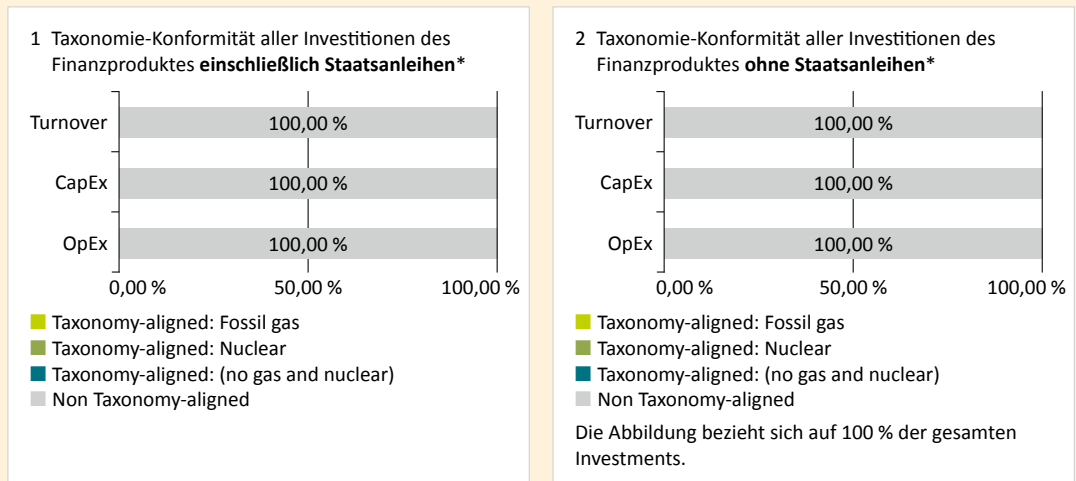 1 Taxonomie-Konformität aller Investitionen des
Finanzproduktes einschließlich Staatsanleihen*
Turnover
100,00 %
CapEx
100,00 %
OpEx
100,00 %
0,00 %
50,00 %
100,00 %
Taxonomy-aligned: Fossil gas
Taxonomy-aligned: Nuclear
Taxonomy-aligned: (no gas and nuclear)
Non Taxonomy-aligned
2 Taxonomie-Konformität aller Investitionen des
Finanzproduktes ohne Staatsanleihen*
Turnover
100,00 %
CapEx
100,00 %
OpEx
100,00 %
0,00 %
50,00 %
100,00 %
Taxonomy-aligned: Fossil gas
Taxonomy-aligned: Nuclear
Taxonomy-aligned: (no gas and nuclear)
Non Taxonomy-aligned
Die Abbildung bezieht sich auf 100 % der gesamten
Investments.